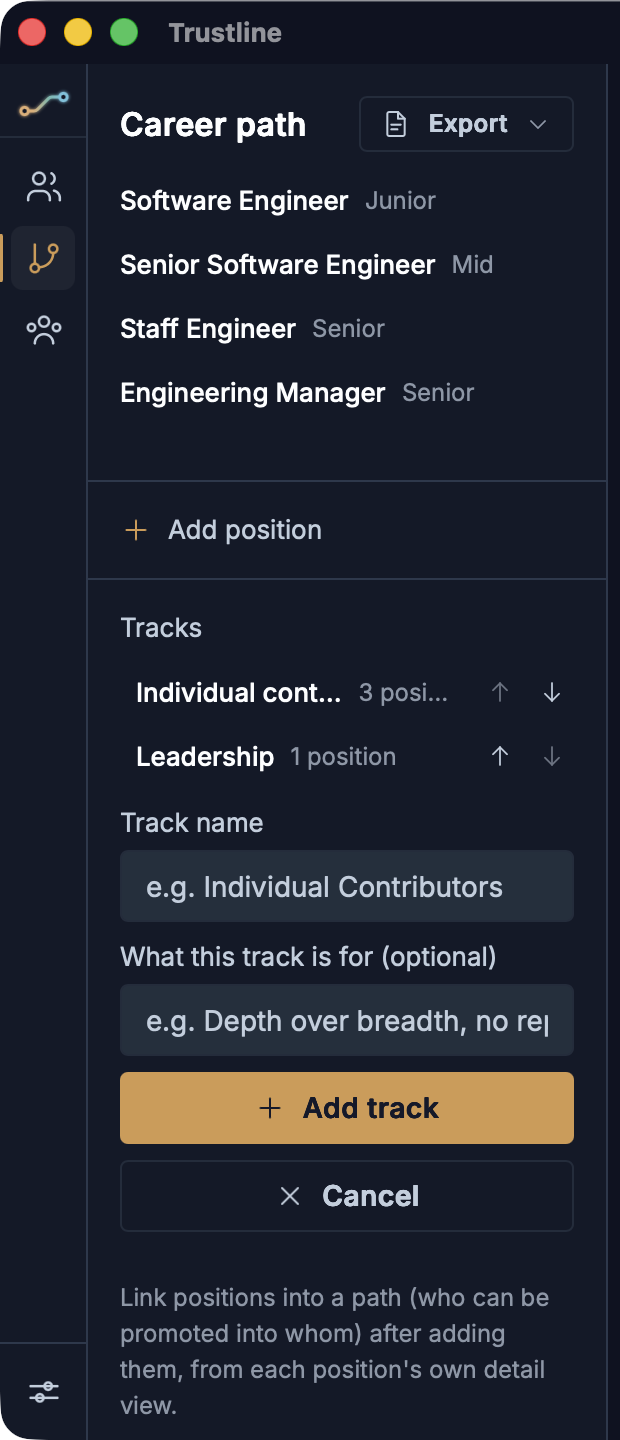 Trustline
Career path
Export
Software Engineer Junior
Senior Software Engineer Mid
Staff Engineer Senior
Engineering Manager Senior
Add position
Tracks
Individual cont... 3 posi...
Leadership 1 position
Track name
e.g. Individual Contributors
What this track is for (optional)
e.g. Depth over breadth, no rep
Add track
Cancel
Link positions into a path (who can be
promoted into whom) after adding
them, from each position's own detail
view.